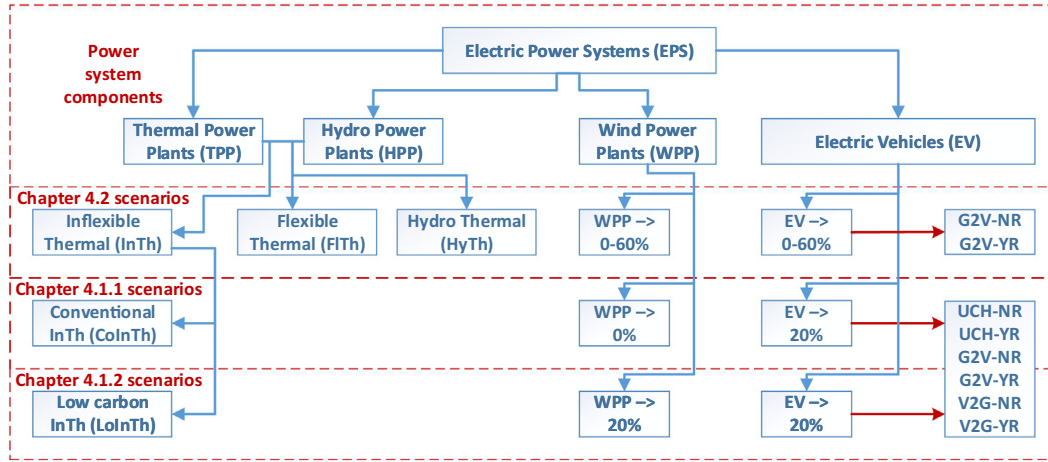 Electric Power Systems (EPS)
Power
system
components
Thermal Power
Plants (TPP)
Hydro Power
Plants (HPP)
Wind Power
Plants (WPP)
Electric Vehicles (EV)
Chapter 4.2 scenarios
Inflexible
Thermal (InTh)
Flexible
Thermal (FlTh)
Hydro Thermal
(HyTh)
WPP –>
0-60%
EV –>
0-60%
G2V-NR
G2V-YR
Chapter 4.1.1 scenarios
Conventional
InTh (CoInTh)
WPP –>
0%
EV –>
20%
UCH-NR
UCH-YR
G2V-NR
G2V-YR
V2G-NR
V2G-YR
Chapter 4.1.2 scenarios
Low carbon
InTh (LoInTh)
WPP –>
20%
EV –>
20%